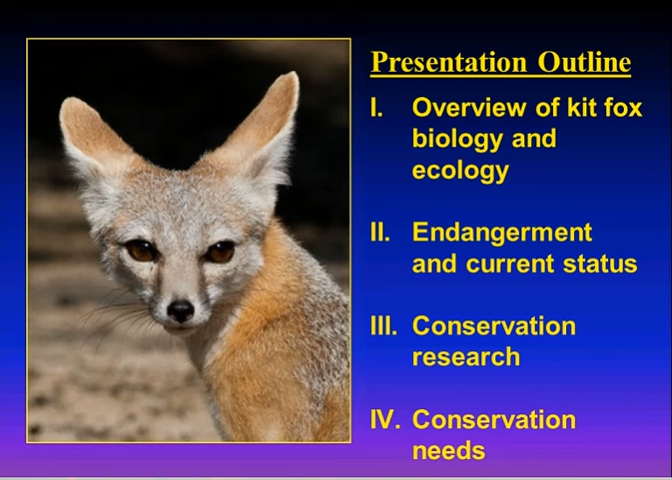 Presentation Outline
I. Overview of kit fox
biology and
ecology
II. Endangerment
and current status
III. Conservation
research
IV. Conservation
needs